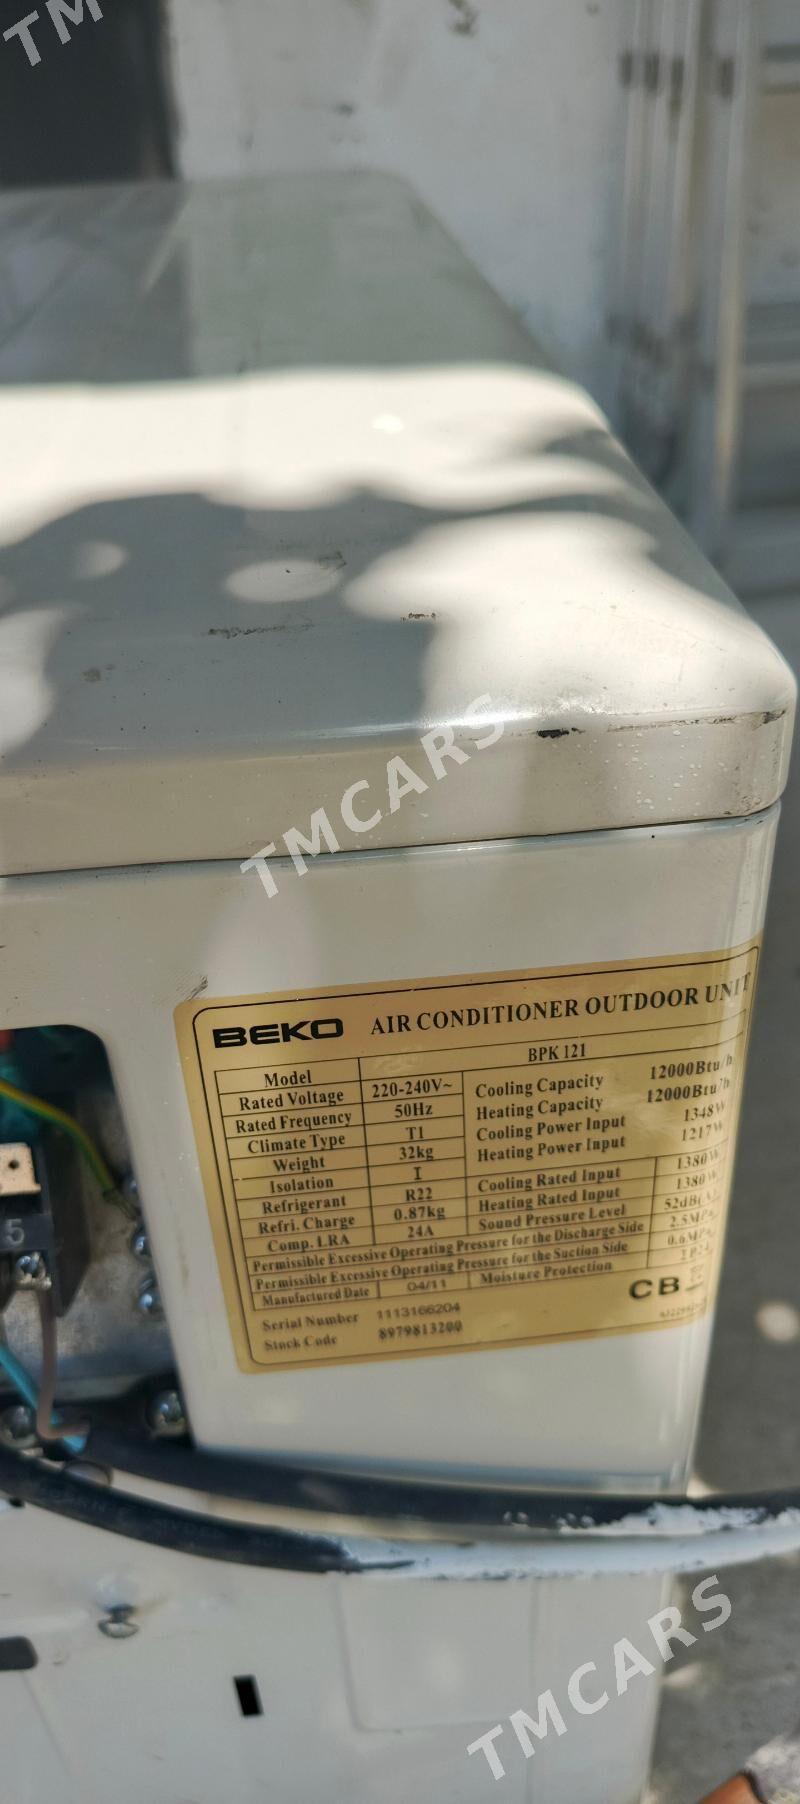 TM
BEKO AIR CONDITIONER OUTDOOR UNIT
Model BPK 121
Rated Voltage 220-240V~ Cooling Capacity 12000Btu/h
Rated Frequency 50Hz Heating Capacity 12000Btu/h
Climate Type T1 Cooling Power Input 1348W
Weight 32kg Heating Power Input 1217W
Isolation I Cooling Rated Input 1380W
Refrigerant R22 Heating Rated Input 1380W
Refri. Charge 0.87kg Sound Pressure Level 52dB(A)
Comp. LRA 24A
Permissible Excessive Operating Pressure for the Discharge Side 2.5MPa
Permissible Excessive Operating Pressure for the Suction Side 0.6MPa
Manufactured Date 04/11 Moisture Protection IP24
Serial Number 1113166204
Stock Code 8979813200
CB
5
TMCARS
TMCARS